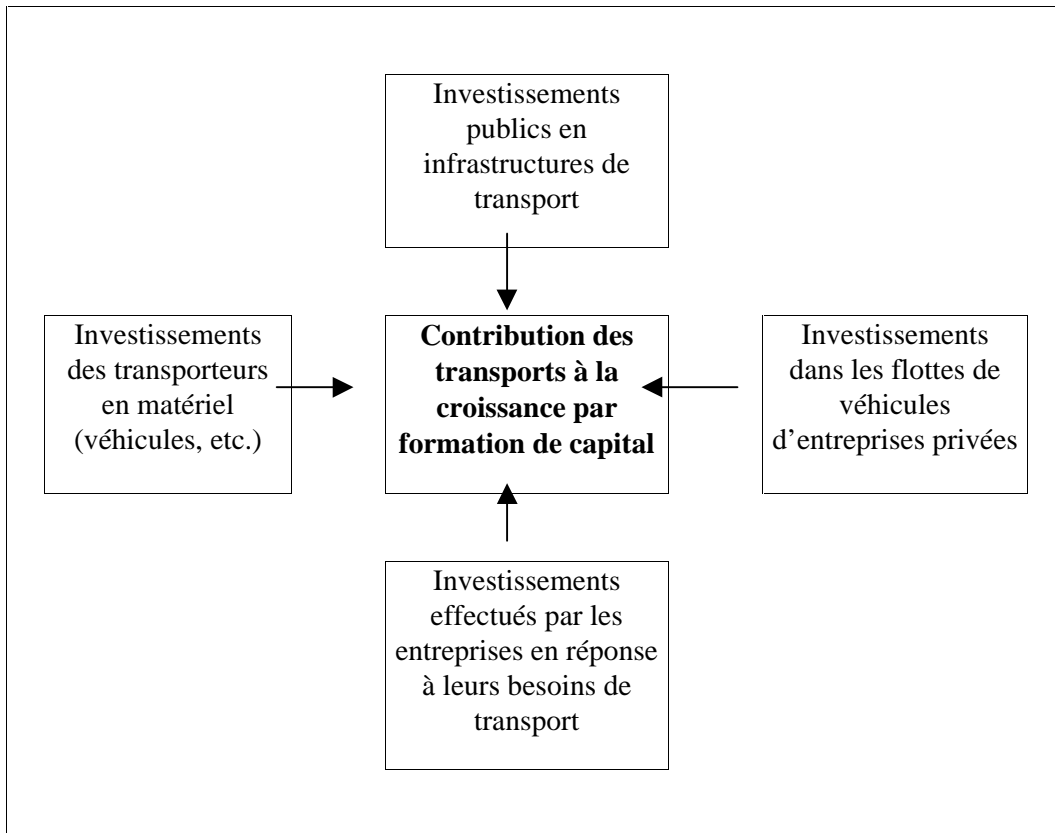 Investissements
publics en
infrastructures de
transport
Investissements
des transporteurs
en matériel
(véhicules, etc.)
Contribution des
transports à la
croissance par
formation de capital
Investissements
dans les flottes de
véhicules
d’entreprises privées
Investissements
effectués par les
entreprises en réponse
à leurs besoins de
transport